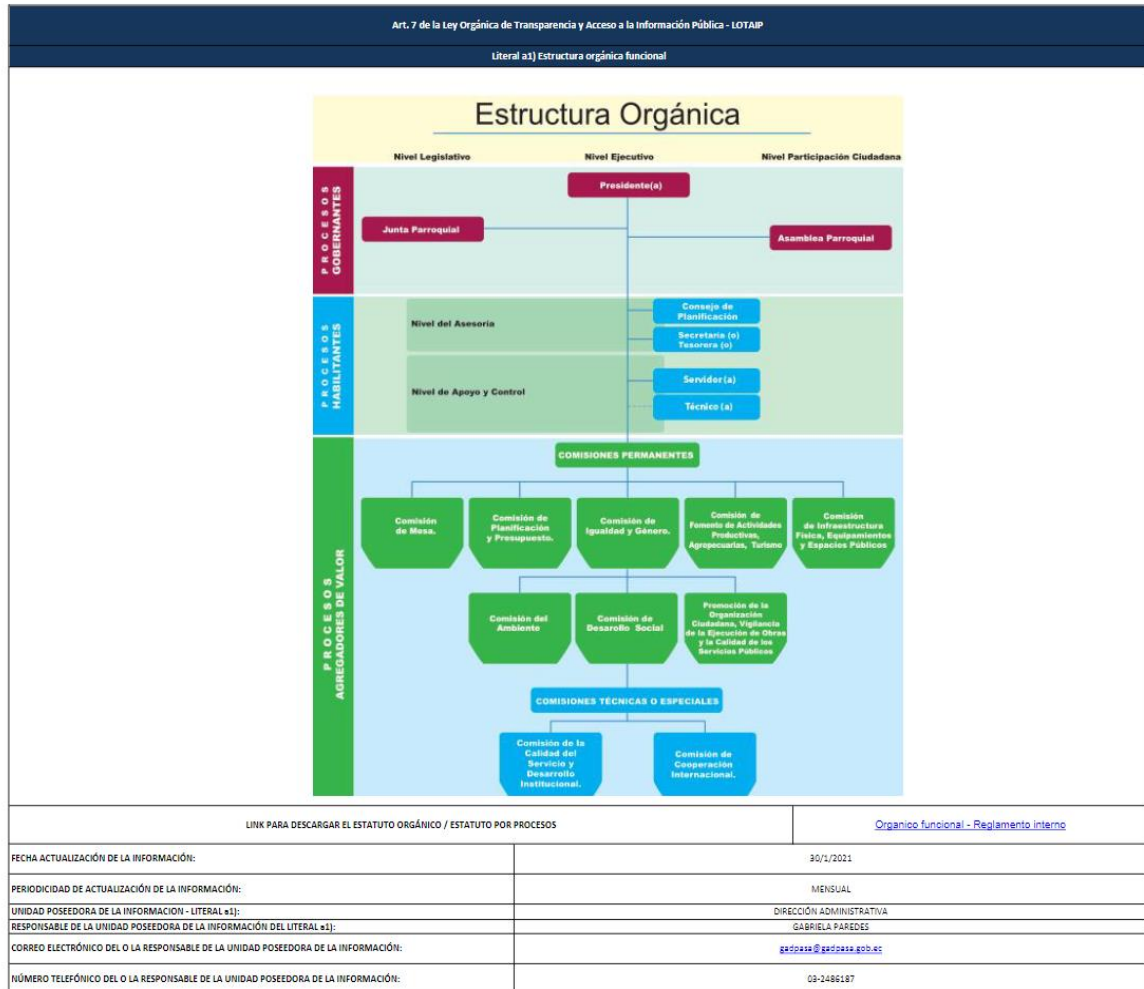 Art. 7 de la Ley Orgánica de Transparencia y Acceso a la Información Pública - LOTAIP
Literal a1) Estructura orgánica funcional
Estructura Orgánica
Nivel Legislativo
Nivel Ejecutivo
Nivel Participación Ciudadana
PROCESOS
GOBERNANTES
Presidente(a)
Junta Parroquial
Asamblea Parroquial
PROCESOS
HABILITANTES
Nivel del Asesoría
Consejo de
Planificación
Secretaria (o)
Tesorera (o)
Nivel de Apoyo y Control
Servidor (a)
Técnico (a)
PROCESOS
AGREGADORES DE VALOR
COMISIONES PERMANENTES
Comisión
de Mesa.
Comisión de
Planificación
y Presupuesto.
Comisión de
Igualdad y Género.
Comisión de
Fomento de Actividades
Productivas,
Agropecuarias, Turismo
Comisión
de Infraestructura
Física, Equipamientos
y Espacios Públicos
Comisión del
Ambiente
Comisión de
Desarollo Social
Promoción de la
Organización
Ciudadana, Vigilancia
de la Ejecución de Obras
y la Calidad de los
Servicios Públicos
COMISIONES TÉCNICAS O ESPECIALES
Comisión de la
Calidad del
Servicio y
Desarrollo
Institucional.
Comisión de
Cooperación
Internacional.
LINK PARA DESCARGAR EL ESTATUTO ORGÁNICO / ESTATUTO POR PROCESOS
Organico funcional - Reglamento interno
FECHA ACTUALIZACIÓN DE LA INFORMACIÓN:
30/1/2021
PERIODICIDAD DE ACTUALIZACIÓN DE LA INFORMACIÓN:
MENSUAL
UNIDAD POSEEDORA DE LA INFORMACION - LITERAL a1):
DIRECCIÓN ADMINISTRATIVA
RESPONSABLE DE LA UNIDAD POSEEDORA DE LA INFORMACIÓN DEL LITERAL a1):
GABRIELA PAREDES
CORREO ELECTRÓNICO DEL O LA RESPONSABLE DE LA UNIDAD POSEEDORA DE LA INFORMACIÓN:
gadpasa@gadpasa.gob.ec
NÚMERO TELEFÓNICO DEL O LA RESPONSABLE DE LA UNIDAD POSEEDORA DE LA INFORMACIÓN:
03-2486187